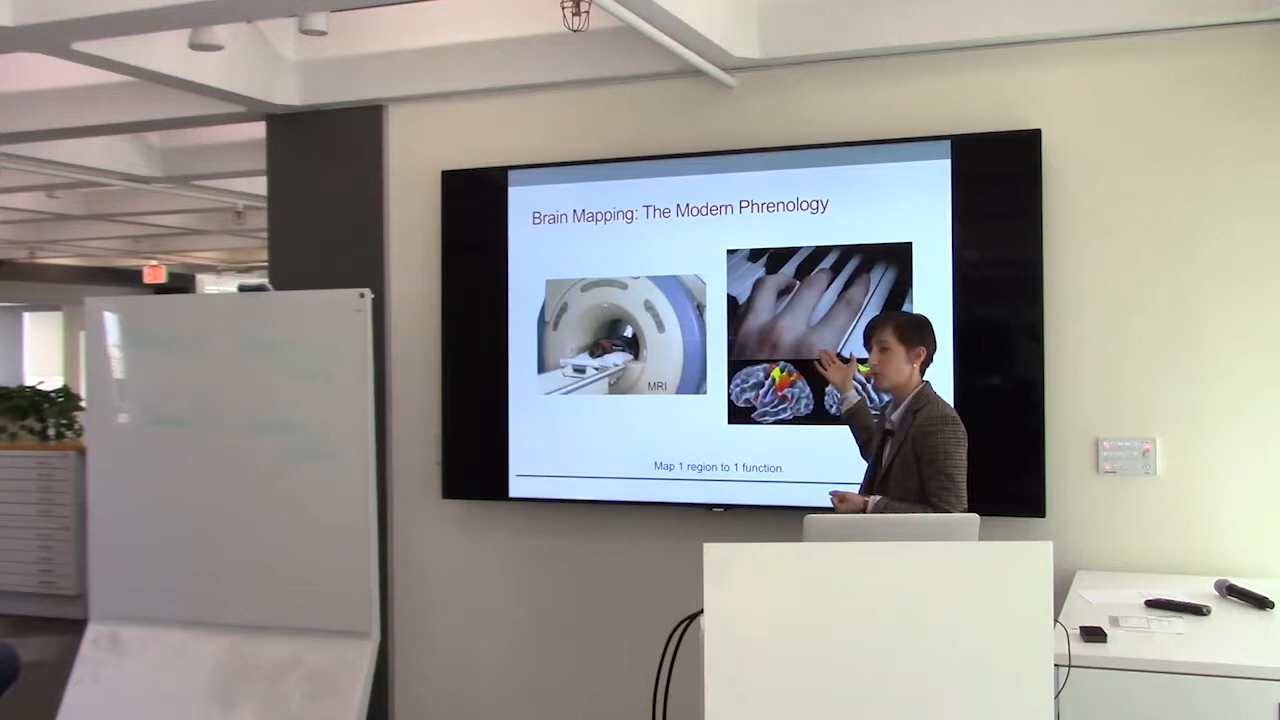 Brain Mapping: The Modern Phrenology
MRI
Map 1 region to 1 function.